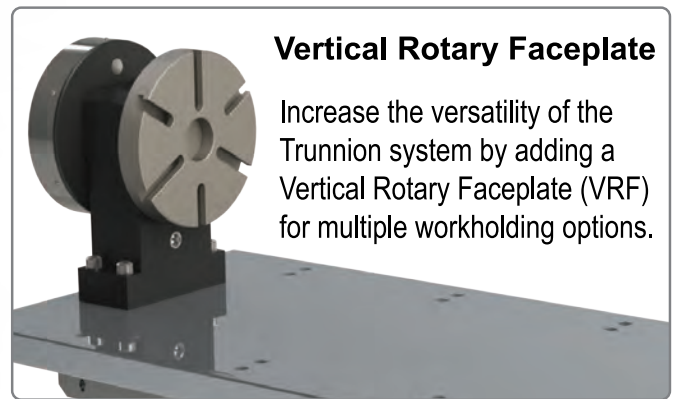 Vertical Rotary Faceplate
Increase the versatility of the
Trunnion system by adding a
Vertical Rotary Faceplate (VRF)
for multiple workholding options.